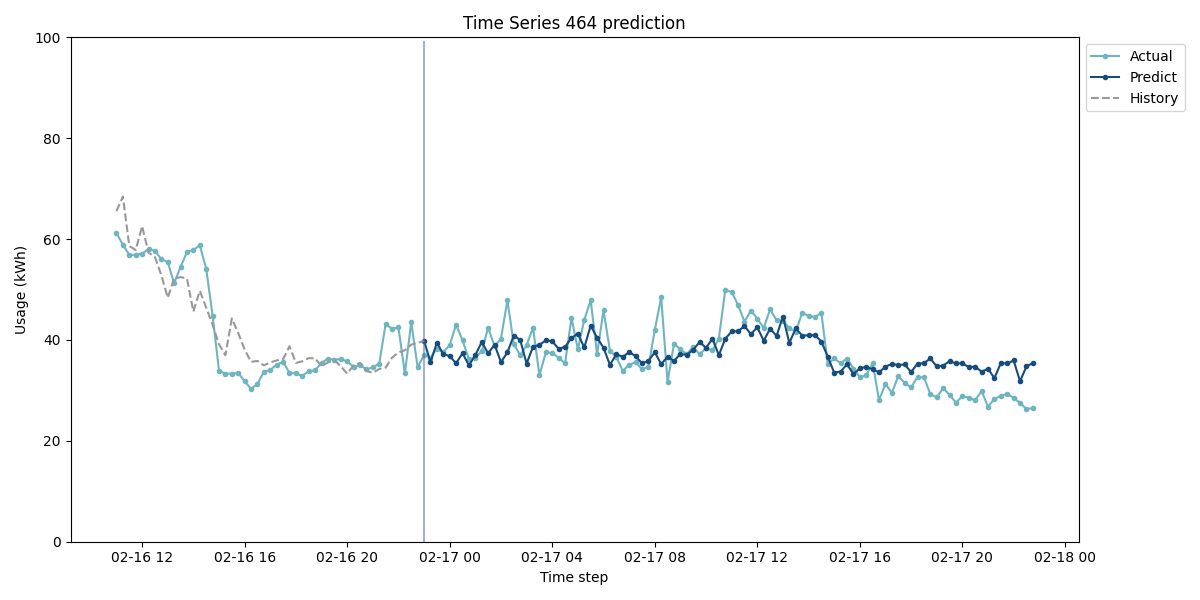 Time Series 464 prediction
100
80
60
40
20
0
Usage (kWh)
02-16 12
02-16 16
02-16 20
02-17 00
02-17 04
02-17 08
02-17 12
02-17 16
02-17 20
02-18 00
Time step
Actual
Predict
History